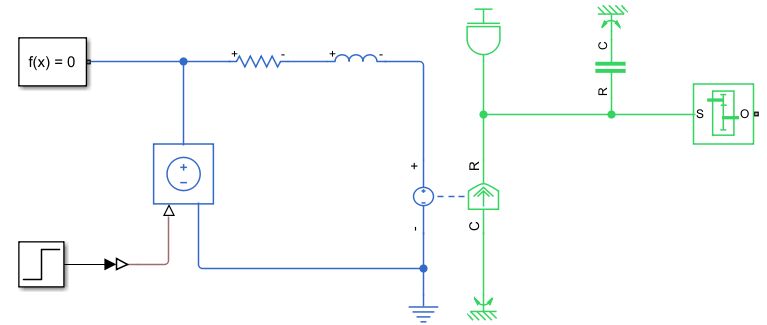 f(x) = 0
+ -
+ -
C
R
S O
+
-
+
-
R
C
+
-